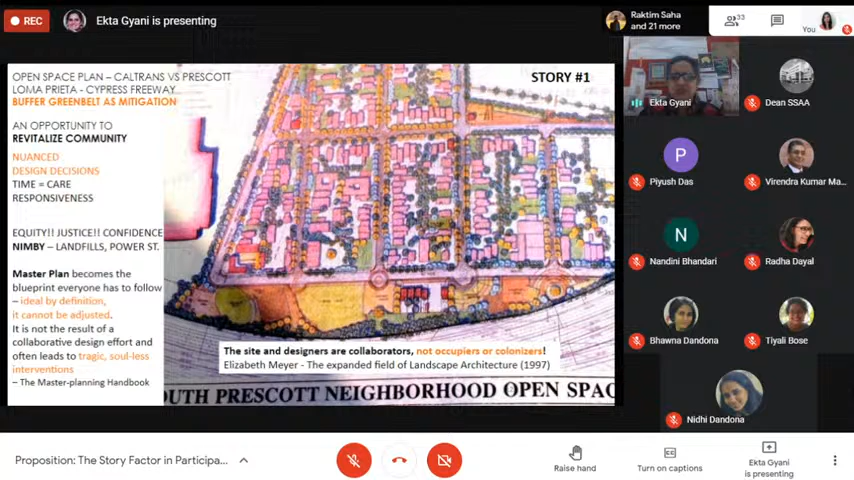 REC
Ekta Gyani is presenting
Raktim Saha
and 21 more
33
You
OPEN SPACE PLAN – CALTRANS VS PRESCOTT
LOMA PRIETA - CYPRESS FREEWAY
BUFFER GREENBELT AS MITIGATION
AN OPPORTUNITY TO
REVITALIZE COMMUNITY
NUANCED
DESIGN DECISIONS
TIME = CARE
RESPONSIVENESS
EQUITY!! JUSTICE!! CONFIDENCE
NIMBY – LANDFILLS, POWER ST.
Master Plan becomes the
blueprint everyone has to follow
– ideal by definition,
it cannot be adjusted.
It is not the result of a
collaborative design effort and
often leads to tragic, soul-less
interventions
– The Master-planning Handbook
STORY #1
The site and designers are collaborators, not occupiers or colonizers!
Elizabeth Meyer - The expanded field of Landscape Architecture (1997)
OUTH PRESCOTT NEIGHBORHOOD OPEN SPAC
Ekta Gyani
Dean SSAA
P
Piyush Das
Virendra Kumar Ma...
N
Nandini Bhandari
Radha Dayal
Bhawna Dandona
Tiyali Bose
Nidhi Dandona
Proposition: The Story Factor in Participa...
Raise hand
Turn on captions
Ekta Gyani
is presenting